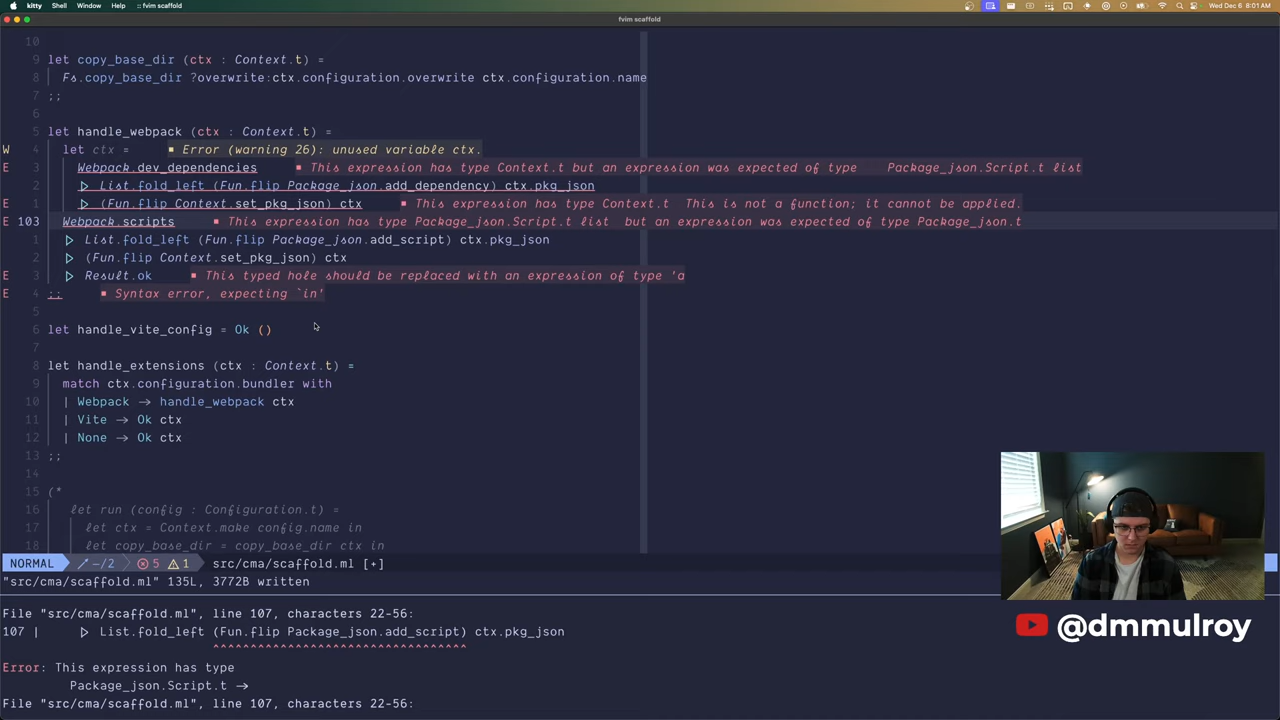 kitty Shell Window Help :: fvim scaffold Wed Dec 6 8:01 AM
fvim scaffold
10
9 let copy_base_dir (ctx : Context.t) =
8 Fs.copy_base_dir ?overwrite:ctx.configuration.overwrite ctx.configuration.name
7 ;;
6
5 let handle_webpack (ctx : Context.t) =
W 4 let ctx = ▪ Error (warning 26): unused variable ctx.
E 3 Webpack.dev_dependencies ▪ This expression has type Context.t but an expression was expected of type Package_json.Script.t list
2 ▷ List.fold_left (Fun.flip Package_json.add_dependency) ctx.pkg_json
E 1 ▷ (Fun.flip Context.set_pkg_json) ctx ▪ This expression has type Context.t This is not a function; it cannot be applied.
E 103 Webpack.scripts ▪ This expression has type Package_json.Script.t list but an expression was expected of type Package_json.t
1 ▷ List.fold_left (Fun.flip Package_json.add_script) ctx.pkg_json
2 ▷ (Fun.flip Context.set_pkg_json) ctx
E 3 ▷ Result.ok ▪ This typed hole should be replaced with an expression of type 'a
E 4 ;; ▪ Syntax error, expecting `in'
5
6 let handle_vite_config = Ok ()
7
8 let handle_extensions (ctx : Context.t) =
9 match ctx.configuration.bundler with
10 | Webpack → handle_webpack ctx
11 | Vite → Ok ctx
12 | None → Ok ctx
13 ;;
14
15 (*
16 let run (config : Configuration.t) =
17 let ctx = Context.make config.name in
18 let copy_base_dir = copy_base_dir ctx in
NORMAL ~/2 5 1 src/cma/scaffold.ml [+]
"src/cma/scaffold.ml" 135L, 3772B written
File "src/cma/scaffold.ml", line 107, characters 22-56:
107 | ▷ List.fold_left (Fun.flip Package_json.add_script) ctx.pkg_json
^^^^^^^^^^^^^^^^^^^^^^^^^^^^^^^^^^
Error: This expression has type
Package_json.Script.t →
File "src/cma/scaffold.ml", line 107, characters 22-56:
@dmmulroy